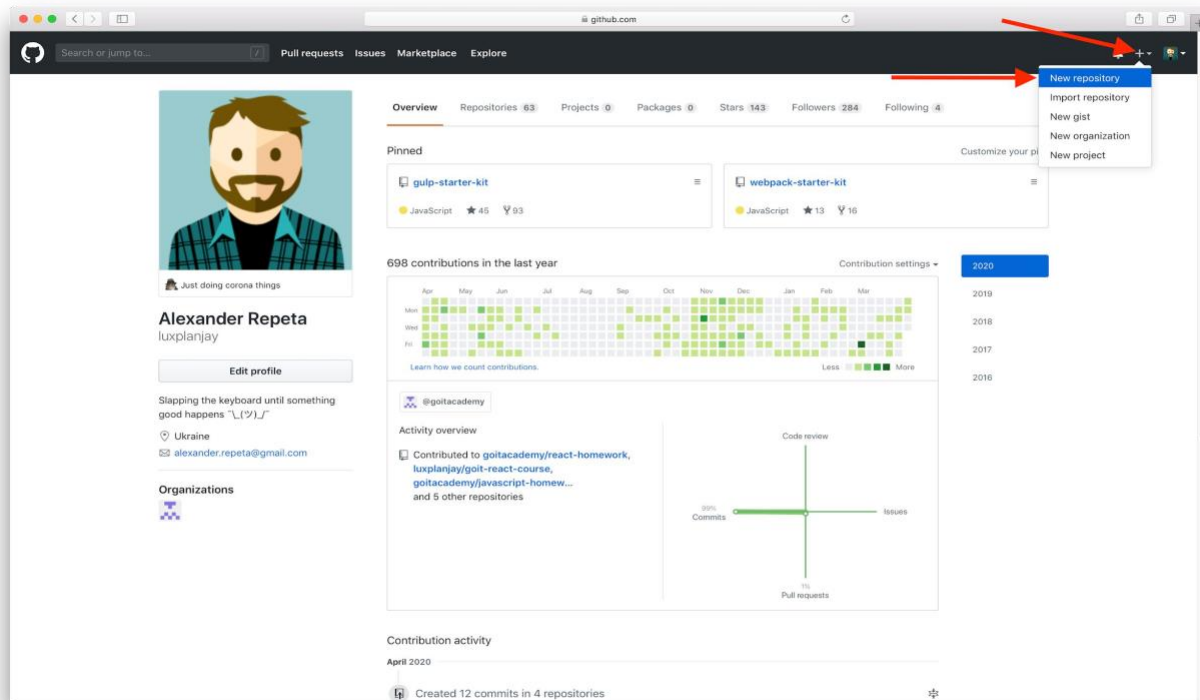 github.com
Search or jump to...
/
Pull requests Issues Marketplace Explore
New repository
Import repository
New gist
New organization
New project
Overview Repositories 63 Projects 0 Packages 0 Stars 143 Followers 284 Following 4
Pinned
Customize your pi
gulp-starter-kit
JavaScript 45 93
webpack-starter-kit
JavaScript 13 16
Just doing corona things
Alexander Repeta
luxplanjay
Edit profile
Slapping the keyboard until something
good happens ¯\_(ツ)_/¯
Ukraine
alexander.repeta@gmail.com
Organizations
698 contributions in the last year
Contribution settings
2020
2019
2018
2017
2016
Apr May Jun Jul Aug Sep Oct Nov Dec Jan Feb Mar
Mon
Wed
Fri
Learn how we count contributions.
Less More
@goitacademy
Activity overview
Contributed to goitacademy/react-homework,
luxplanjay/goit-react-course,
goitacademy/javascript-homew...
and 5 other repositories
Code review
99%
Commits
Issues
1%
Pull requests
Contribution activity
April 2020
Created 12 commits in 4 repositories